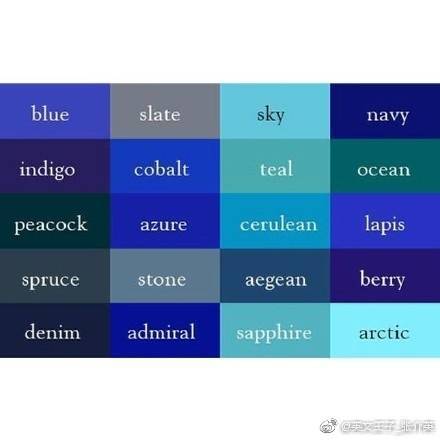 blue slate sky navy
indigo cobalt teal ocean
peacock azure cerulean lapis
spruce stone aegean berry
denim admiral sapphire arctic